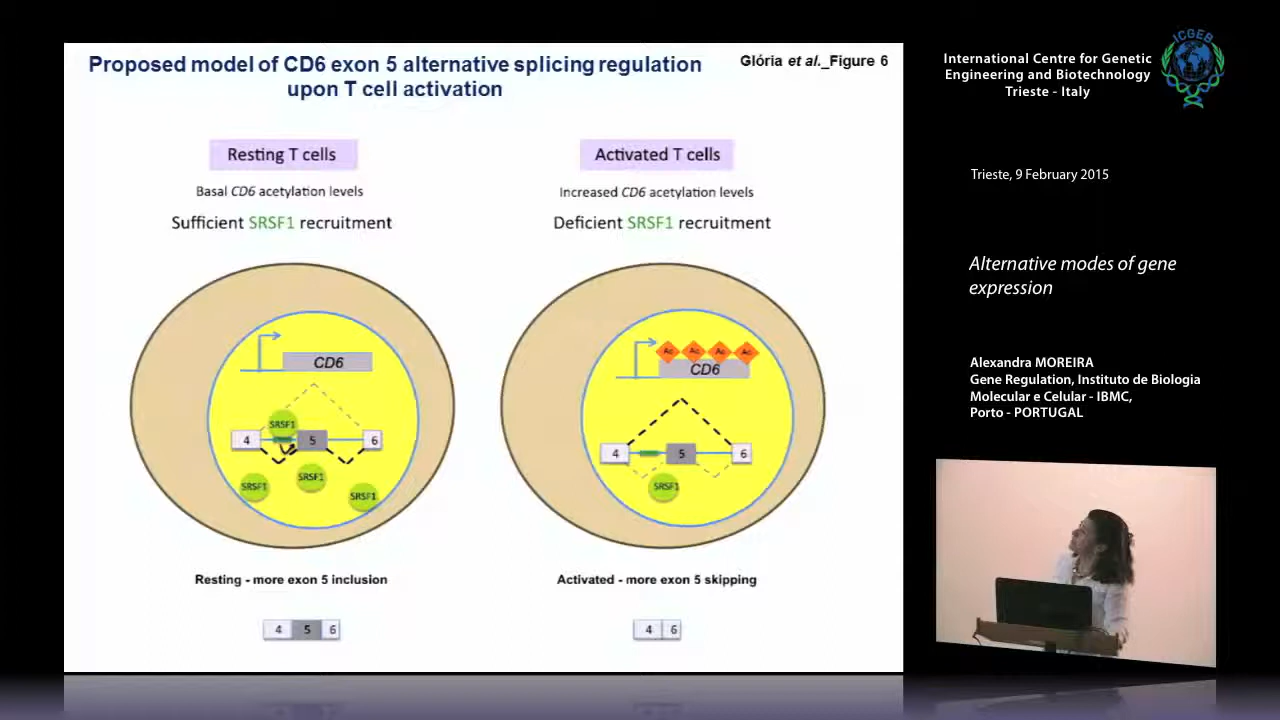 Proposed model of CD6 exon 5 alternative splicing regulation
upon T cell activation
Glória et al._Figure 6
Resting T cells
Basal CD6 acetylation levels
Sufficient SRSF1 recruitment
CD6
SRSF1
4
5
6
SRSF1
SRSF1
SRSF1
Resting - more exon 5 inclusion
4 5 6
Activated T cells
Increased CD6 acetylation levels
Deficient SRSF1 recruitment
Ac Ac Ac Ac
CD6
4
5
6
SRSF1
Activated - more exon 5 skipping
4 6
International Centre for Genetic
Engineering and Biotechnology
Trieste - Italy
ICGEB
Trieste, 9 February 2015
Alternative modes of gene
expression
Alexandra MOREIRA
Gene Regulation, Instituto de Biologia
Molecular e Celular - IBMC,
Porto - PORTUGAL